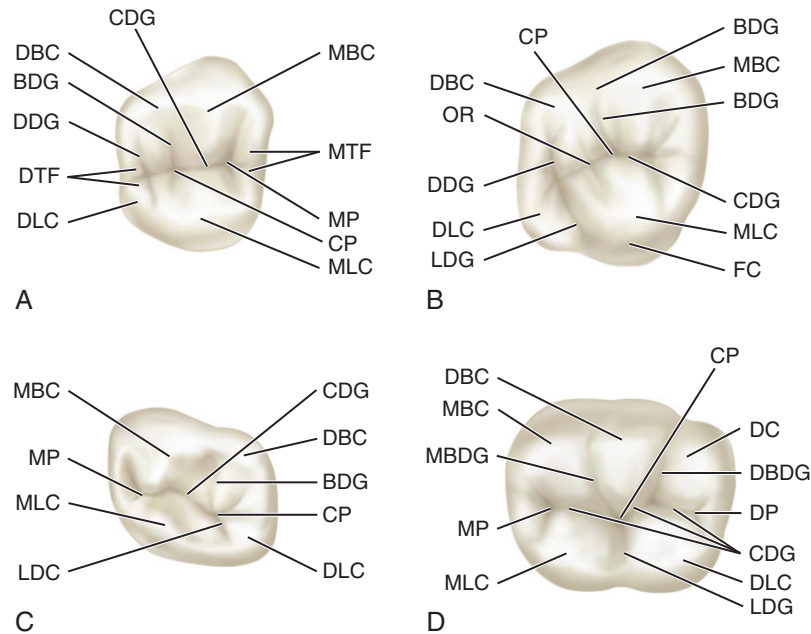 CDG
DBC
MBC
BDG
DDG
MTF
DTF
MP
DLC
CP
MLC
A
BDG
CP
MBC
DBC
BDG
OR
DDG
CDG
DLC
MLC
LDG
FC
B
MBC
CDG
DBC
MP
BDG
MLC
CP
LDC
DLC
C
CP
DBC
MBC
DC
MBDG
DBDG
MP
DP
CDG
MLC
DLC
LDG
D